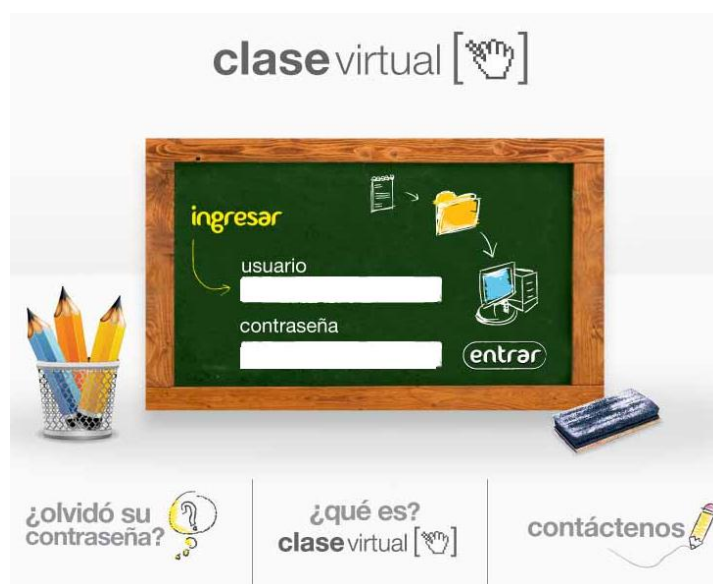 clase virtual
ingresar
usuario
contraseña
entrar
¿olvidó su
contraseña?
¿qué es?
clase virtual
contáctenos